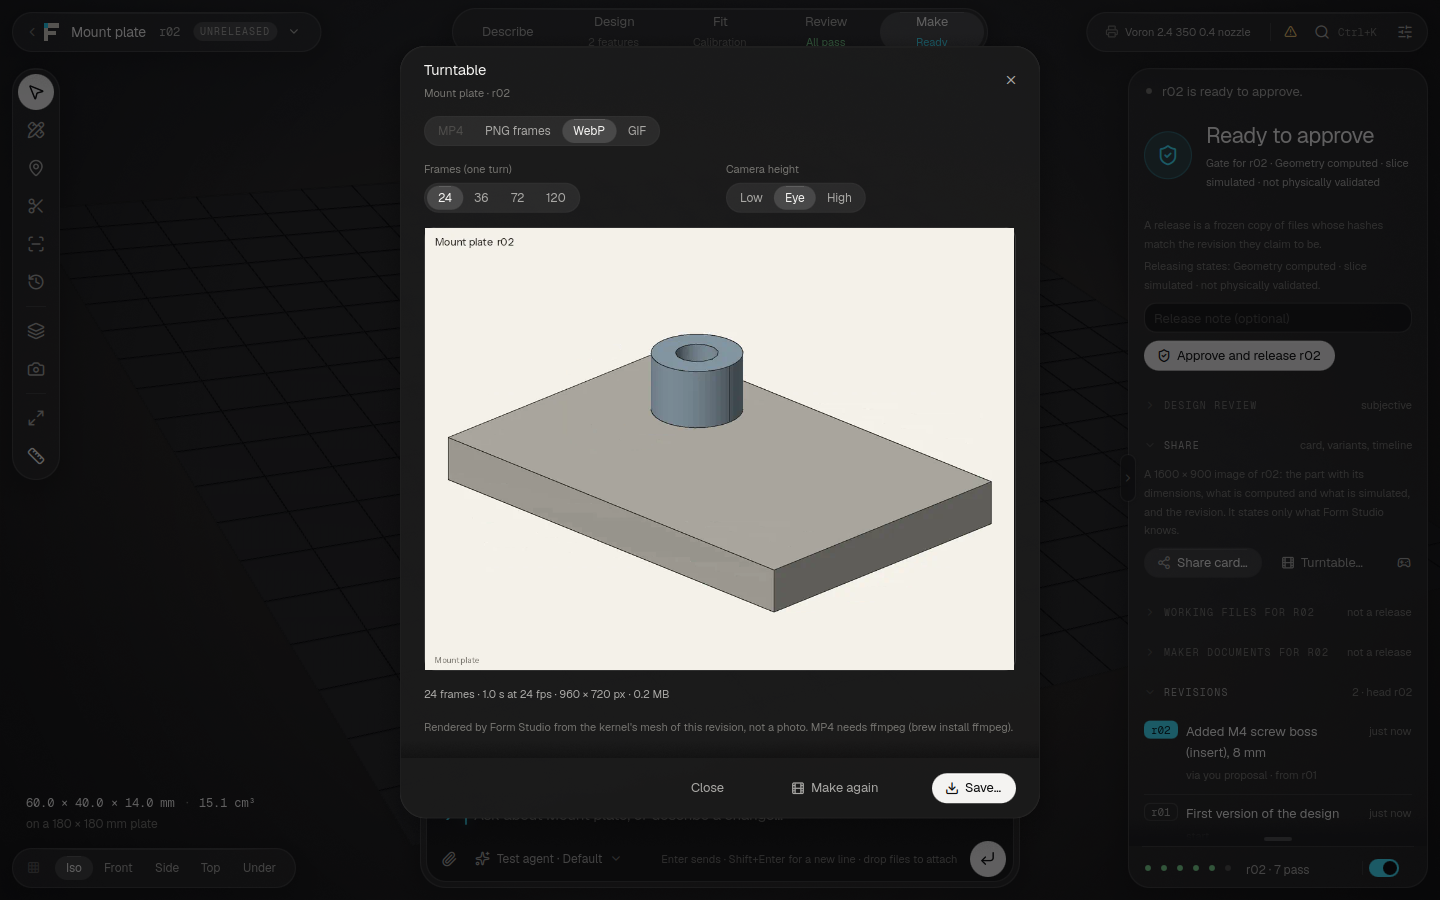 Mount plate r02 UNRELEASED
Describe
Design
2 features
Fit
Calibration
Review
All pass
Make
Ready
Voron 2.4 350 0.4 nozzle
Ctrl+K
Turntable
Mount plate · r02
MP4 PNG frames WebP GIF
Frames (one turn)
24 36 72 120
Camera height
Low Eye High
Mount plate r02
Mount plate
24 frames · 1.0 s at 24 fps · 960 × 720 px · 0.2 MB
Rendered by Form Studio from the kernel's mesh of this revision, not a photo. MP4 needs ffmpeg (brew install ffmpeg).
Close
Make again
Save...
r02 is ready to approve.
Ready to approve
Gate for r02 · Geometry computed · slice
simulated · not physically validated
A release is a frozen copy of files whose hashes
match the revision they claim to be.
Releasing states: Geometry computed · slice
simulated · not physically validated.
Release note (optional)
Approve and release r02
DESIGN REVIEW subjective
SHARE card, variants, timeline
A 1600 × 900 image of r02: the part with its
dimensions, what is computed and what is simulated,
and the revision. It states only what Form Studio
knows.
Share card...
Turntable...
WORKING FILES FOR R02 not a release
MAKER DOCUMENTS FOR R02 not a release
REVISIONS 2 · head r02
r02 Added M4 screw boss just now
(insert), 8 mm
via you proposal · from r01
r01 First version of the design just now
r02 · 7 pass
60.0 × 40.0 × 14.0 mm · 15.1 cm³
on a 180 × 180 mm plate
Iso Front Side Top Under
Test agent · Default
Enter sends · Shift+Enter for a new line · drop files to attach